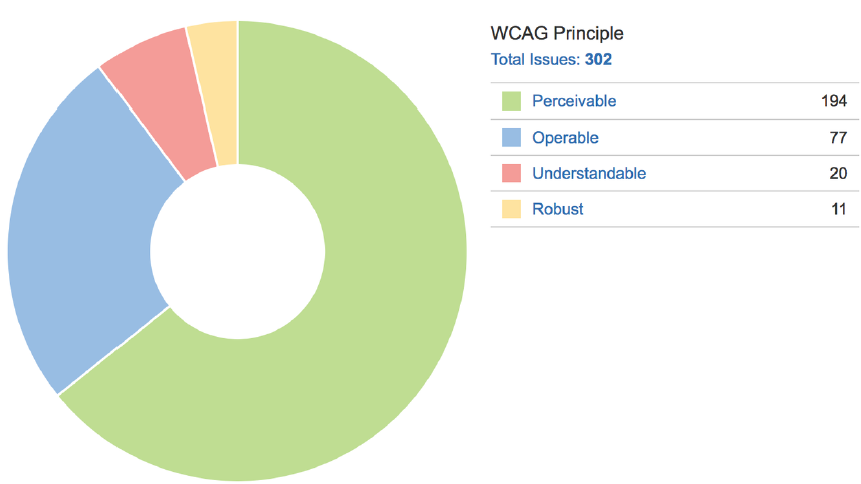 WCAG Principle
Total Issues: 302
Perceivable 194
Operable 77
Understandable 20
Robust 11